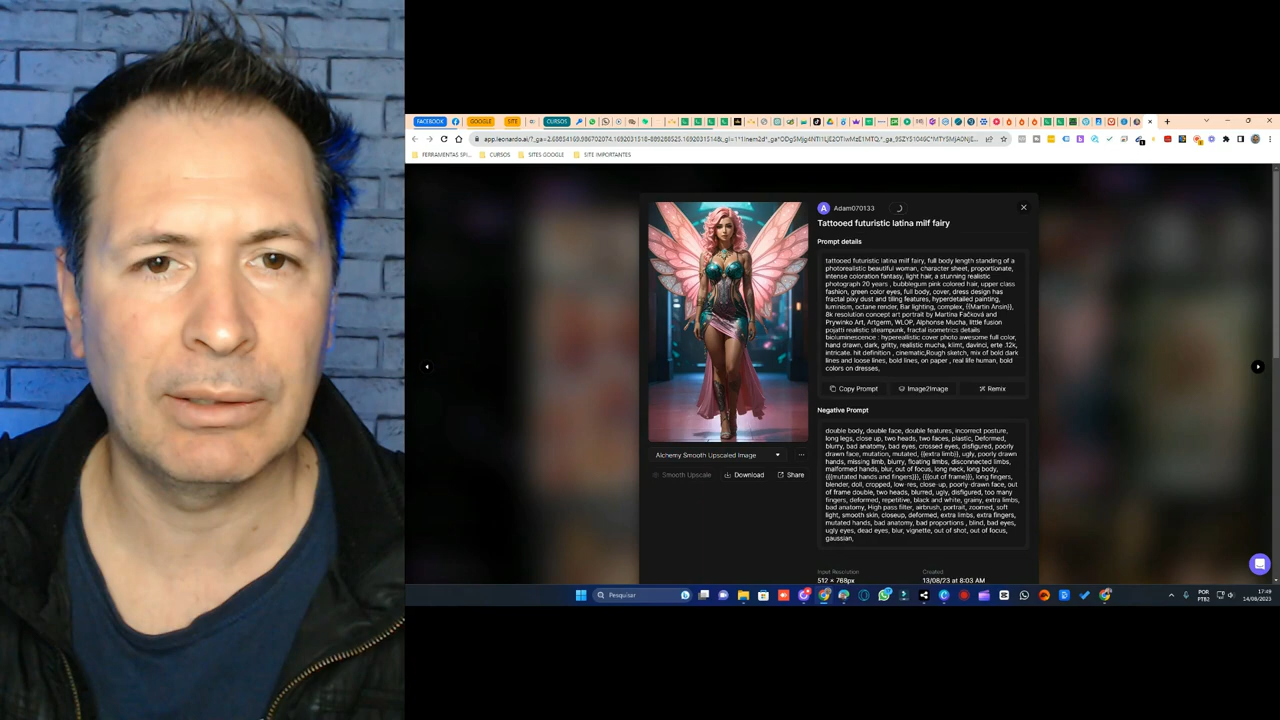 FACEBOOK
GOOGLE
SITE
CURSOS
FERRAMENTAS SPI...
CURSOS
SITES GOOGLE
SITE IMPORTANTES
A
Adam070133
Tattooed futuristic latina milf fairy
Prompt details
tattooed futuristic latina milf fairy, full body length standing of a
photorealistic beautiful woman, character sheet, proportionate,
intense coloration fantasy, light hair, a stunning realistic
photograph 20 years , bubblegum pink colored hair, upper class
fashion, green color eyes, full body, cover, dress design has
fractal pixy dust and tiling features, hyperdetailed painting,
luminism, octane render, Bar lighting, complex, {{Martin Ansin}},
8k resolution concept art portrait by Martina Fačková and
Prywinko Art, Artgerm, WLOP, Alphonse Mucha, little fusion
pojatti realistic steampunk, fractal isometrics details
bioluminescence : hypereallistic cover photo awesome full color,
hand drawn, dark, gritty, realistic mucha, klimt, davinci, erte .12k,
intricate. hit definition , cinematic,Rough sketch, mix of bold dark
lines and loose lines, bold lines, on paper , real life human, bold
colors on dresses,
Copy Prompt
Image2Image
Remix
Negative Prompt
double body, double face, double features, incorrect posture,
long legs, close up, two heads, two faces, plastic, Deformed,
blurry, bad anatomy, bad eyes, crossed eyes, disfigured, poorly
drawn face, mutation, mutated, {{extra limb}}, ugly, poorly drawn
hands, missing limb, blurry, floating limbs, disconnected limbs,
malformed hands, blur, out of focus, long neck, long body,
{{{mutated hands and fingers}}}, {{{out of frame}}}, long fingers,
blender, doll, cropped, low-res, close-up, poorly-drawn face, out
of frame double, two heads, blurred, ugly, disfigured, too many
fingers, deformed, repetitive, black and white, grainy, extra limbs,
bad anatomy, High pass filter, airbrush, portrait, zoomed, soft
light, smooth skin, closeup, deformed, extra limbs, extra fingers,
mutated hands, bad anatomy, bad proportions , blind, bad eyes,
ugly eyes, dead eyes, blur, vignette, out of shot, out of focus,
gaussian,
Alchemy Smooth Upscaled Image
Smooth Upscale
Download
Share
Input Resolution
Created
512 × 768px
13/08/23 at 8:03 AM
Pesquisar
POR
PTB2
17:49
14/08/2023